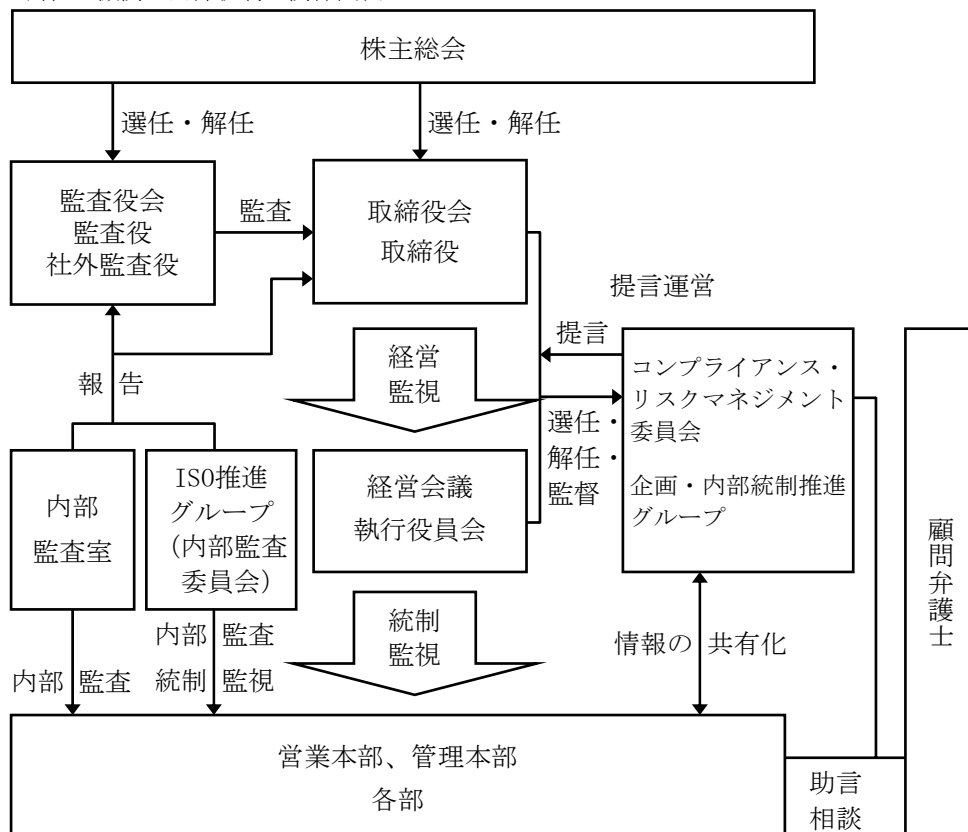 株主総会
選任・解任
選任・解任
監査役会
監査役
社外監査役
監査
取締役会
取締役
提言運営
提言
経営
監視
コンプライアンス・
リスクマネジメント
委員会
企画・内部統制推進
グループ
報告
選任・
解任・
監督
内部
監査室
ISO推進
グループ
(内部監査
委員会)
経営会議
執行役員会
顧問弁護士
統制
監視
内部監査
内部監査
統制監視
情報の共有化
営業本部、管理本部
各部
助言
相談